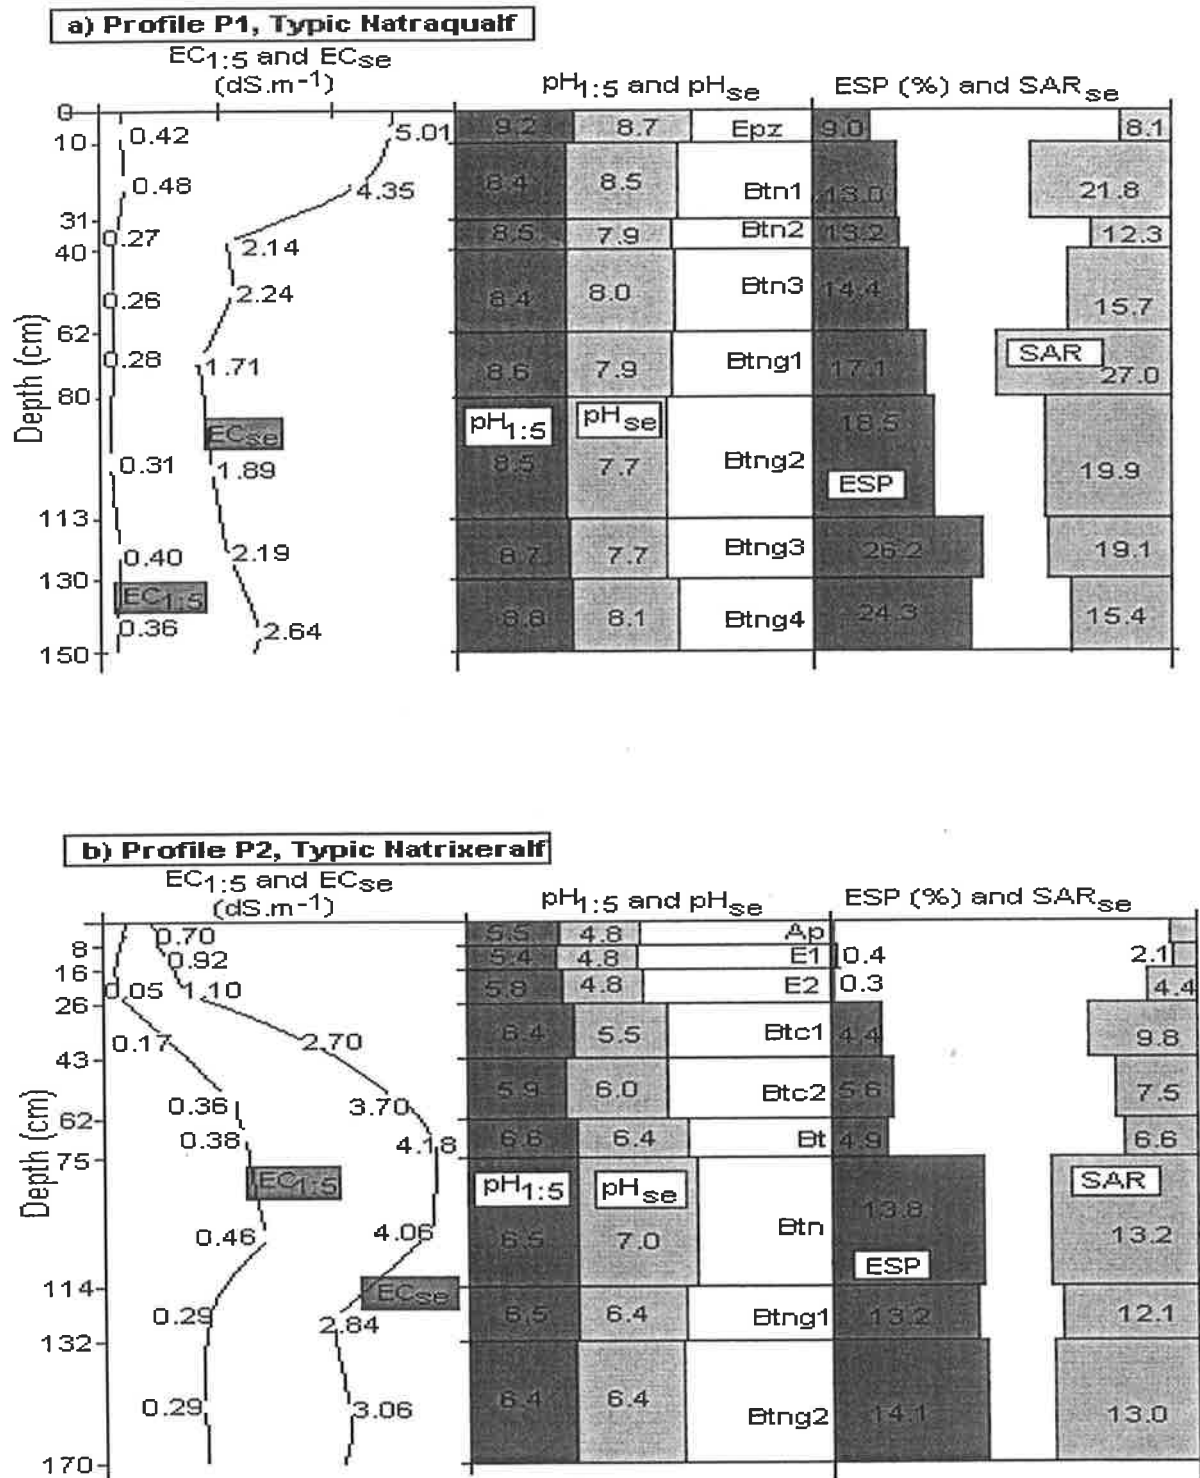 a) Profile P1, Typic Natraqualf
EC1:5 and ECse
(dS.m-1)
pH1:5 and pHse
ESP (%) and SARse
Depth (cm)
0
10
31
40
62
80
113
130
150
0.42
0.48
0.27
0.26
0.28
0.31
0.40
0.36
EC1:5
5.01
4.35
2.14
2.24
1.71
ECse
1.89
2.19
2.64
9.2 8.7 Epz 9.0 8.1
8.4 8.5 Btn1 13.0 21.8
8.5 7.9 Btn2 13.2 12.3
8.4 8.0 Btn3 14.4 15.7
8.6 7.9 Btng1 17.1 SAR 27.0
pH1:5 pHse
8.5 7.7 Btng2 18.5 19.9
ESP
8.7 7.7 Btng3 26.2 19.1
8.8 8.1 Btng4 24.3 15.4
b) Profile P2, Typic Natrixeralf
EC1:5 and ECse
(dS.m-1)
pH1:5 and pHse
ESP (%) and SARse
Depth (cm)
8
16
26
43
62
75
114
132
170
0.05
0.17
0.36
0.38
EC1:5
0.46
0.29
0.29
0.70
0.92
1.10
2.70
3.70
4.18
4.06
ECse
2.84
3.06
5.5 4.8 Ap
5.4 4.8 E1 0.4 2.1
5.8 4.8 E2 0.3 4.4
6.4 5.5 Btc1 4.4 9.8
5.9 6.0 Btc2 5.6 7.5
6.6 6.4 Bt 4.9 6.6
pH1:5 pHse SAR
6.5 7.0 Btn 13.8 13.2
ESP
6.5 6.4 Btng1 13.2 12.1
6.4 6.4 Btng2 14.1 13.0